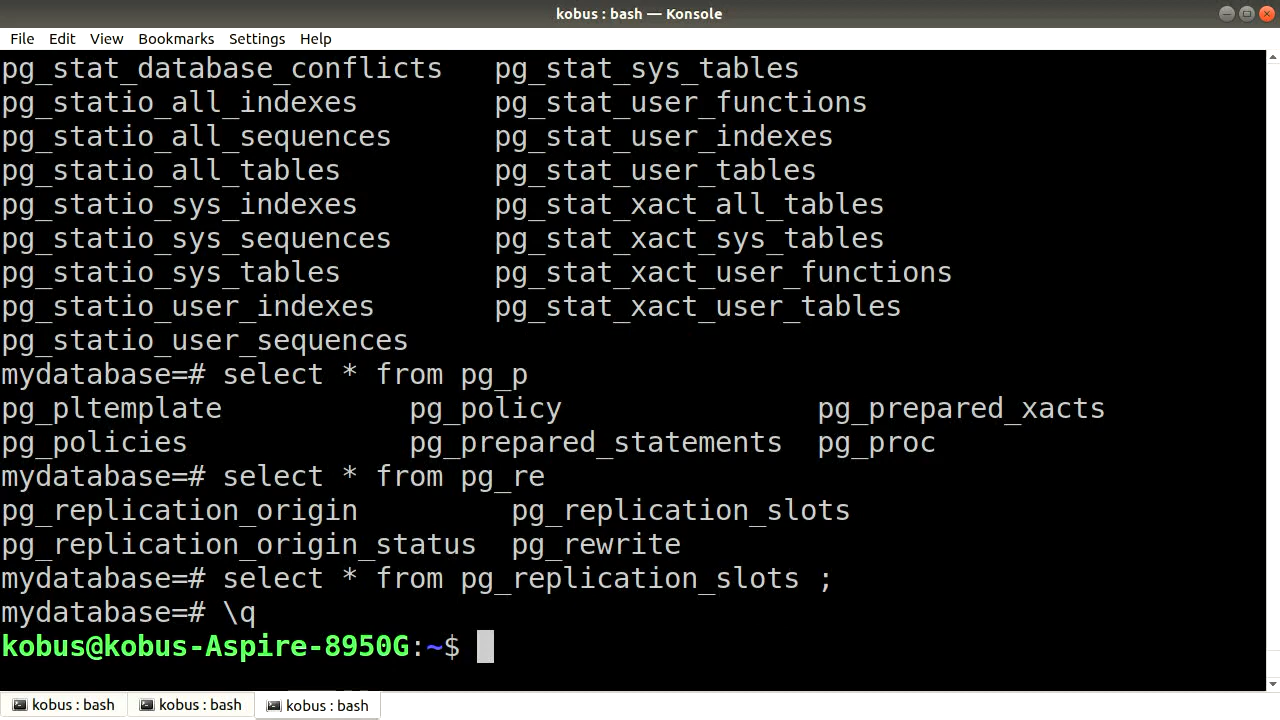 kobus : bash — Konsole
File Edit View Bookmarks Settings Help
pg_stat_database_conflicts pg_stat_sys_tables
pg_statio_all_indexes pg_stat_user_functions
pg_statio_all_sequences pg_stat_user_indexes
pg_statio_all_tables pg_stat_user_tables
pg_statio_sys_indexes pg_stat_xact_all_tables
pg_statio_sys_sequences pg_stat_xact_sys_tables
pg_statio_sys_tables pg_stat_xact_user_functions
pg_statio_user_indexes pg_stat_xact_user_tables
pg_statio_user_sequences
mydatabase=# select * from pg_p
pg_pltemplate pg_policy pg_prepared_xacts
pg_policies pg_prepared_statements pg_proc
mydatabase=# select * from pg_re
pg_replication_origin pg_replication_slots
pg_replication_origin_status pg_rewrite
mydatabase=# select * from pg_replication_slots ;
mydatabase=# \q
kobus@kobus-Aspire-8950G:~$
kobus : bash kobus : bash kobus : bash